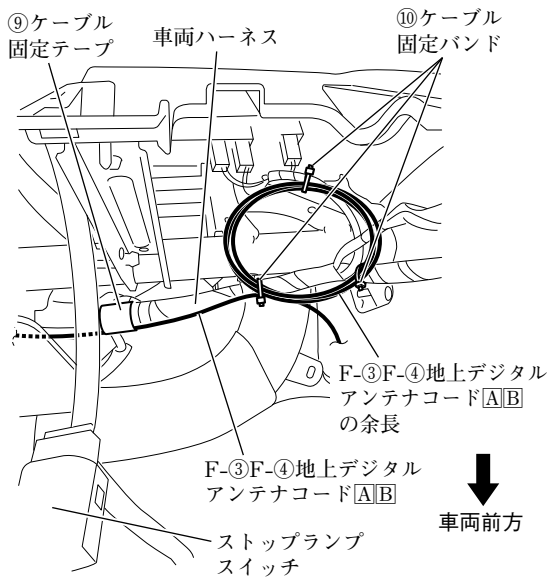 ⑨ケーブル
固定テープ
車両ハーネス
⑩ケーブル
固定バンド
F-③F-④地上デジタル
アンテナコードAB
の余長
F-③F-④地上デジタル
アンテナコードAB
車両前方
ストップランプ
スイッチ